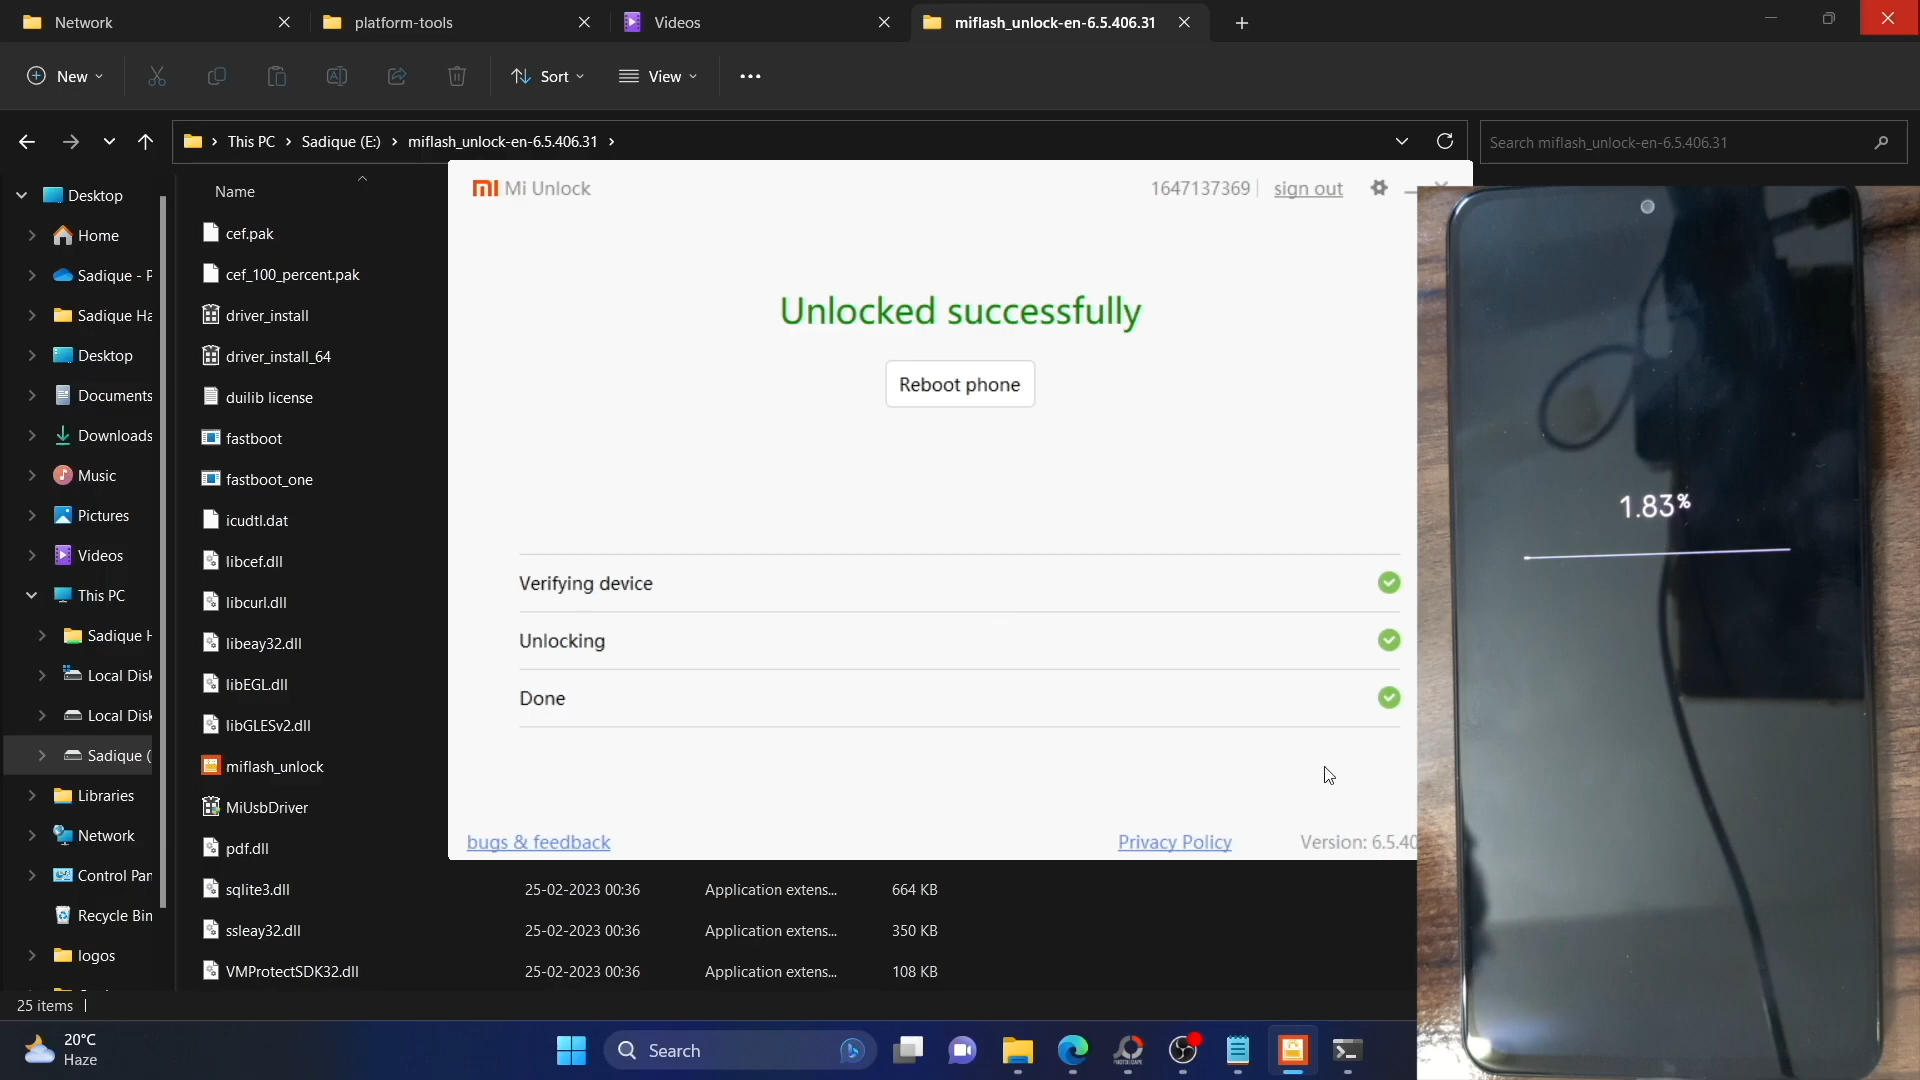 Network
platform-tools
Videos
miflash_unlock-en-6.5.406.31
New
Sort
View
This PC
Sadique (E:)
miflash_unlock-en-6.5.406.31
Search miflash_unlock-en-6.5.406.31
Desktop
Home
Sadique - P
Sadique Ha
Desktop
Documents
Downloads
Music
Pictures
Videos
This PC
Sadique H
Local Disk
Local Disk
Sadique (
Libraries
Network
Control Pan
Recycle Bin
logos
Name
cef.pak
cef_100_percent.pak
driver_install
driver_install_64
duilib license
fastboot
fastboot_one
icudtl.dat
libcef.dll
libcurl.dll
libeay32.dll
libEGL.dll
libGLESv2.dll
miflash_unlock
MiUsbDriver
pdf.dll
sqlite3.dll 25-02-2023 00:36 Application extens... 664 KB
ssleay32.dll 25-02-2023 00:36 Application extens... 350 KB
VMProtectSDK32.dll 25-02-2023 00:36 Application extens... 108 KB
Mi Unlock
1647137369
sign out
Unlocked successfully
Reboot phone
Verifying device
Unlocking
Done
bugs & feedback
Privacy Policy
Version: 6.5.40
1.83%
25 items
20°C
Haze
Search